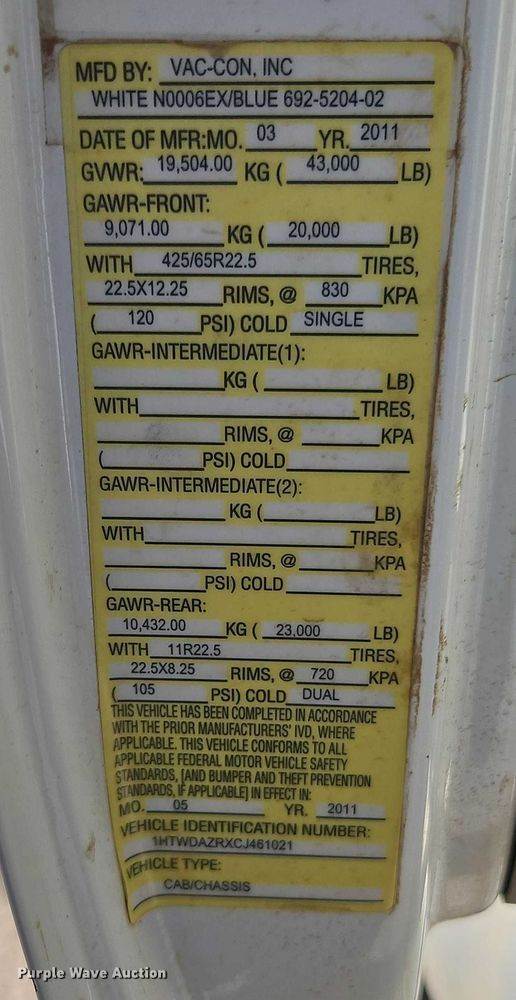 MFD BY: VAC-CON, INC
WHITE N0006EX/BLUE 692-5204-02
DATE OF MFR:MO. 03 YR. 2011
GVWR: 19,504.00 KG ( 43,000 LB)
GAWR-FRONT:
9,071.00 KG ( 20,000 LB)
WITH 425/65R22.5 TIRES,
22.5X12.25 RIMS, @ 830 KPA
( 120 PSI) COLD SINGLE
GAWR-INTERMEDIATE(1):
KG ( LB)
WITH TIRES,
RIMS, @ KPA
( PSI) COLD
GAWR-INTERMEDIATE(2):
KG ( LB)
WITH TIRES,
RIMS, @ KPA
( PSI) COLD
GAWR-REAR:
10,432.00 KG ( 23,000 LB)
WITH 11R22.5 TIRES,
22.5X8.25 RIMS, @ 720 KPA
( 105 PSI) COLD DUAL
THIS VEHICLE HAS BEEN COMPLETED IN ACCORDANCE
WITH THE PRIOR MANUFACTURERS' IVD, WHERE
APPLICABLE. THIS VEHICLE CONFORMS TO ALL
APPLICABLE FEDERAL MOTOR VEHICLE SAFETY
STANDARDS, [AND BUMPER AND THEFT PREVENTION
STANDARDS, IF APPLICABLE] IN EFFECT IN:
MO. 05 YR. 2011
VEHICLE IDENTIFICATION NUMBER:
1HTWDAZRXCJ461021
VEHICLE TYPE:
CAB/CHASSIS
Purple Wave Auction